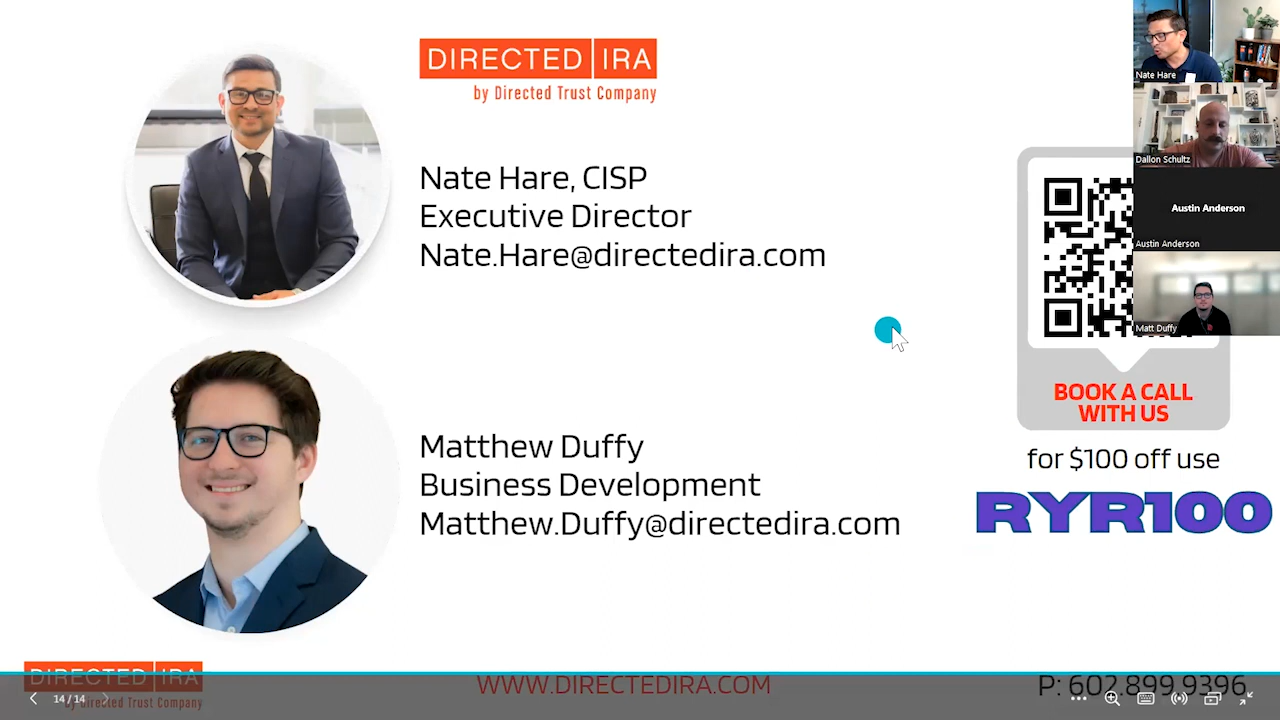 DIRECTED IRA
by Directed Trust Company
Nate Hare, CISP
Executive Director
Nate.Hare@directedira.com
Matthew Duffy
Business Development
Matthew.Duffy@directedira.com
Nate Hare
Dallon Schultz
Austin Anderson
Austin Anderson
Matt Duffy
BOOK A CALL
WITH US
for $100 off use
RYR100
DIRECTED IRA
by Directed Trust Company
14/14
WWW.DIRECTEDIRA.COM
P: 602.899.9396